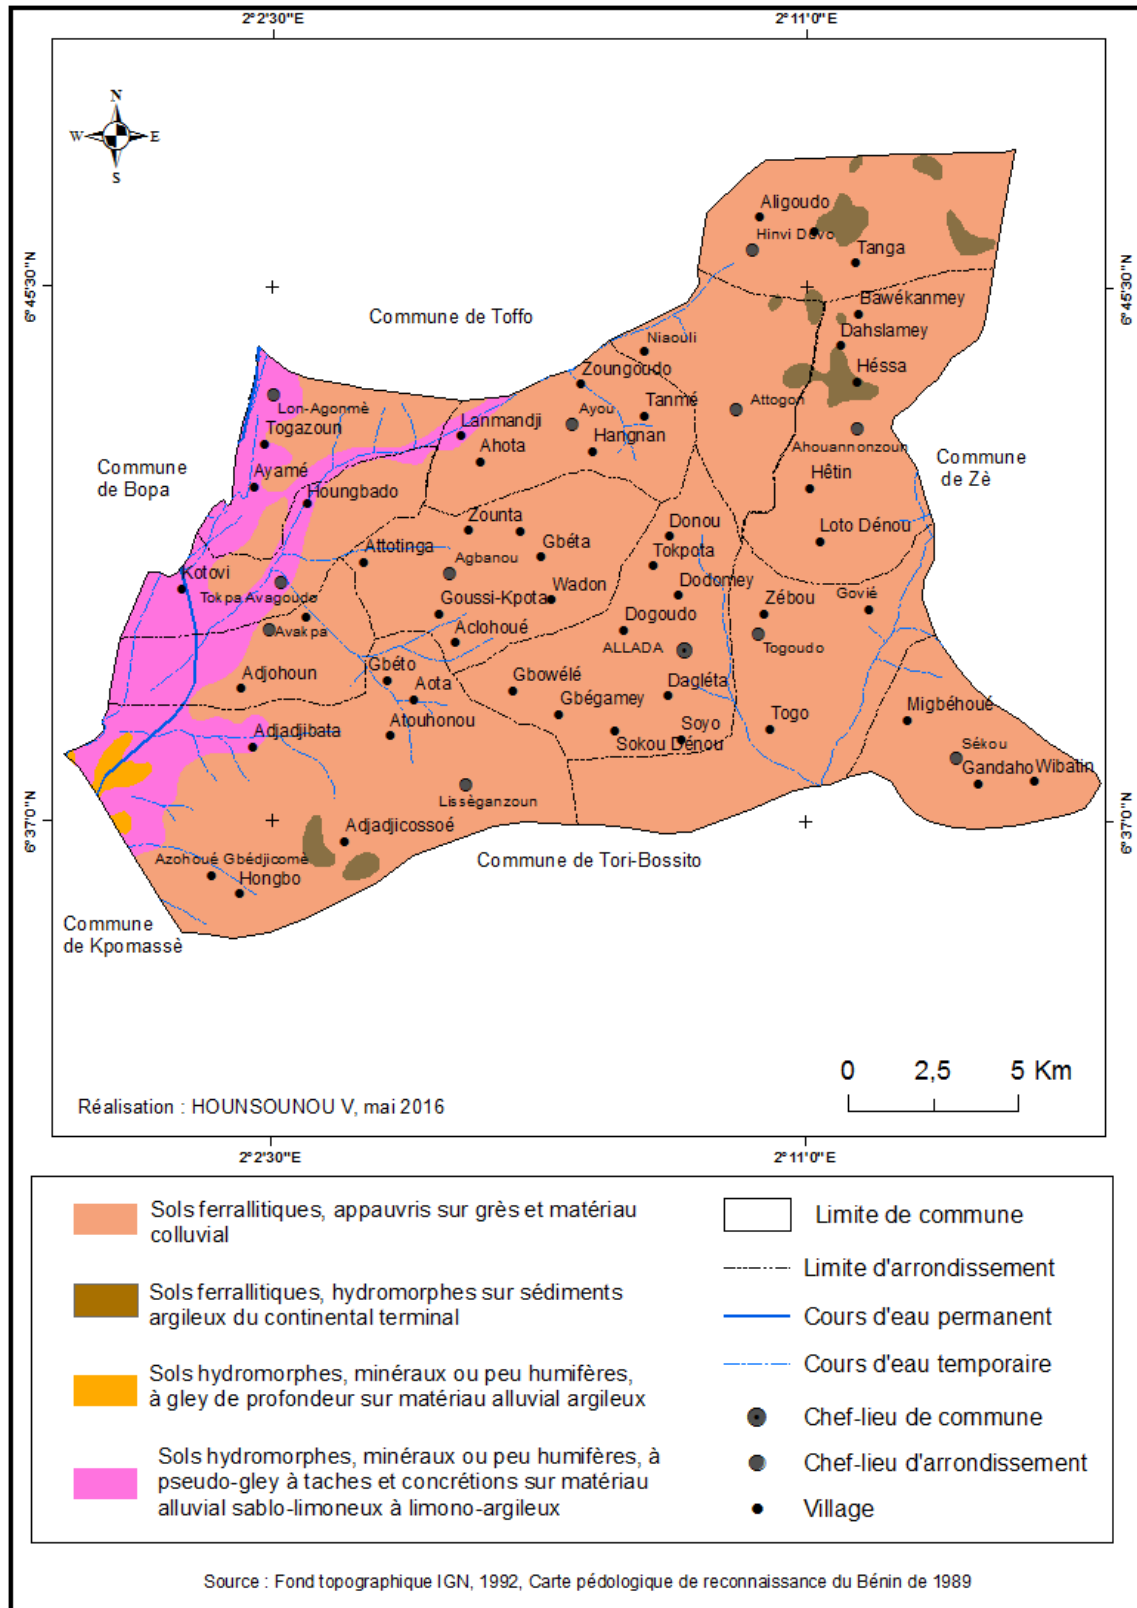 2°2'30"E
2°11'0"E
N
W
E
S
6°45'30"N
6°45'30"N
Aligoudo
Hinvi Dovo
Tanga
Bawékanmey
Commune de Toffo
Dahslamey
Niaouli
Héssa
Zoungoudo
Lon-Agonmè
Tanmé
Attogon
Ayou
Togazoun
Lanmandji
Ahouannonzoun
Hangnan
Commune
de Bopa
Ahota
Commune
de Zè
Ayamé
Hêtin
Houngbado
Zounta
Donou
Loto Dénou
Attotinga
Gbéta
Agbanou
Tokpota
Kotovi
Dodomey
Wadon
Tokpa Avagoudo
Goussi-Kpota
Zébou
Govié
Dogoudo
Avakpa
Aclohoué
ALLADA
Togoudo
Gbéto
Adjohoun
Aota
Gbowélé
Dagléta
Migbéhoué
Gbégamey
Atouhonou
Togo
Adjadjibata
Soyo
Sokou Dénou
Sékou
Gandaho
Wibatin
Lissèganzoun
6°37'0"N
6°37'0"N
Adjadjicossoé
Azohoué Gbédjicomè
Commune de Tori-Bossito
Hongbo
Commune
de Kpomassè
0 2,5 5 Km
Réalisation : HOUNSOUNOU V, mai 2016
2°2'30"E
2°11'0"E
Sols ferrallitiques, appauvris sur grès et matériau
colluvial
Sols ferrallitiques, hydromorphes sur sédiments
argileux du continental terminal
Sols hydromorphes, minéraux ou peu humifères,
à gley de profondeur sur matériau alluvial argileux
Sols hydromorphes, minéraux ou peu humifères, à
pseudo-gley à taches et concrétions sur matériau
alluvial sablo-limoneux à limono-argileux
Limite de commune
Limite d'arrondissement
Cours d'eau permanent
Cours d'eau temporaire
Chef-lieu de commune
Chef-lieu d'arrondissement
Village
Source : Fond topographique IGN, 1992, Carte pédologique de reconnaissance du Bénin de 1989